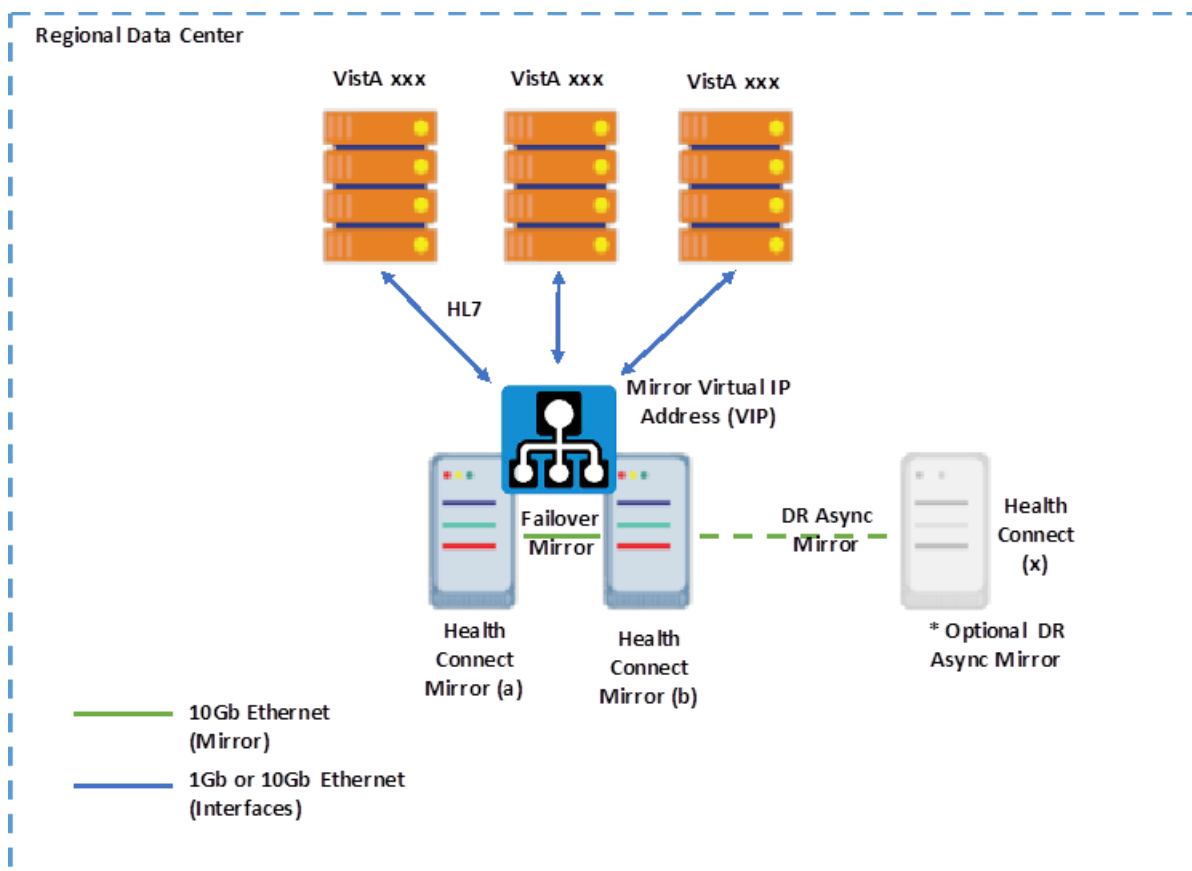 Regional Data Center
VistA xxx
VistA xxx
VistA xxx
HL7
Mirror Virtual IP
Address (VIP)
Failover
Mirror
DR Async
Mirror
Health
Connect
(x)
Health
Connect
Mirror (a)
Health
Connect
Mirror (b)
* Optional DR
Async Mirror
10Gb Ethernet
(Mirror)
1Gb or 10Gb Ethernet
(Interfaces)